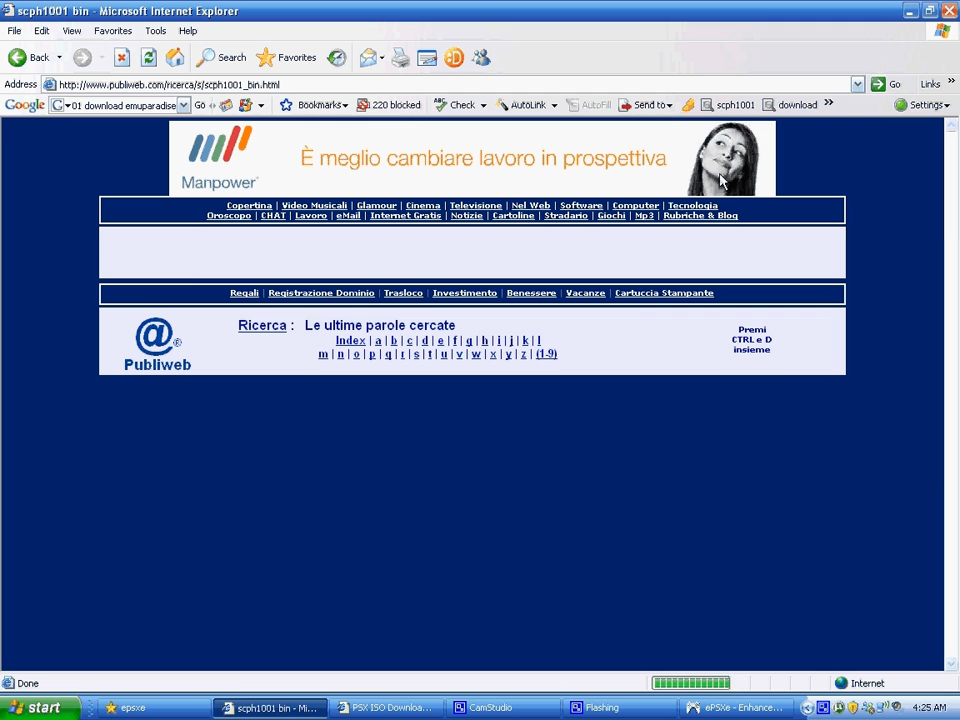 scph1001 bin - Microsoft Internet Explorer
File Edit View Favorites Tools Help
Back Search Favorites
Address http://www.publiweb.com/ricerca/s/scph1001_bin.html Go Links »
Google 01 download emuparadise Go Bookmarks 220 blocked Check AutoLink AutoFill Send to scph1001 download » Settings
Manpower
È meglio cambiare lavoro in prospettiva
Copertina | Video Musicali | Glamour | Cinema | Televisione | Nel Web | Software | Computer | Tecnologia
Oroscopo | CHAT | Lavoro | eMail | Internet Gratis | Notizie | Cartoline | Stradario | Giochi | Mp3 | Rubriche & Blog
Regali | Registrazione Dominio | Trasloco | Investimento | Benessere | Vacanze | Cartuccia Stampante
@®
Publiweb
Ricerca : Le ultime parole cercate
Index | a | b | c | d | e | f | g | h | i | j | k | l
m | n | o | p | q | r | s | t | u | v | w | x | y | z | (1-9)
Premi
CTRL e D
insieme
Done Internet
start epsxe scph1001 bin - Mi... PSX ISO Downloa... CamStudio Flashing ePSXe - Enhance... 4:25 AM